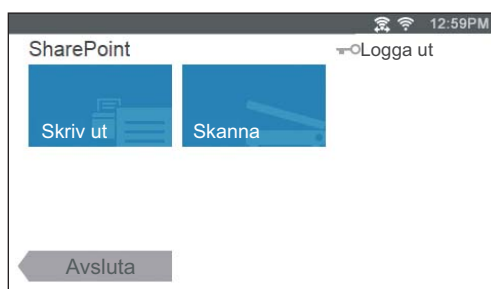 12:59PM
SharePoint
Logga ut
Skriv ut
Skanna
Avsluta